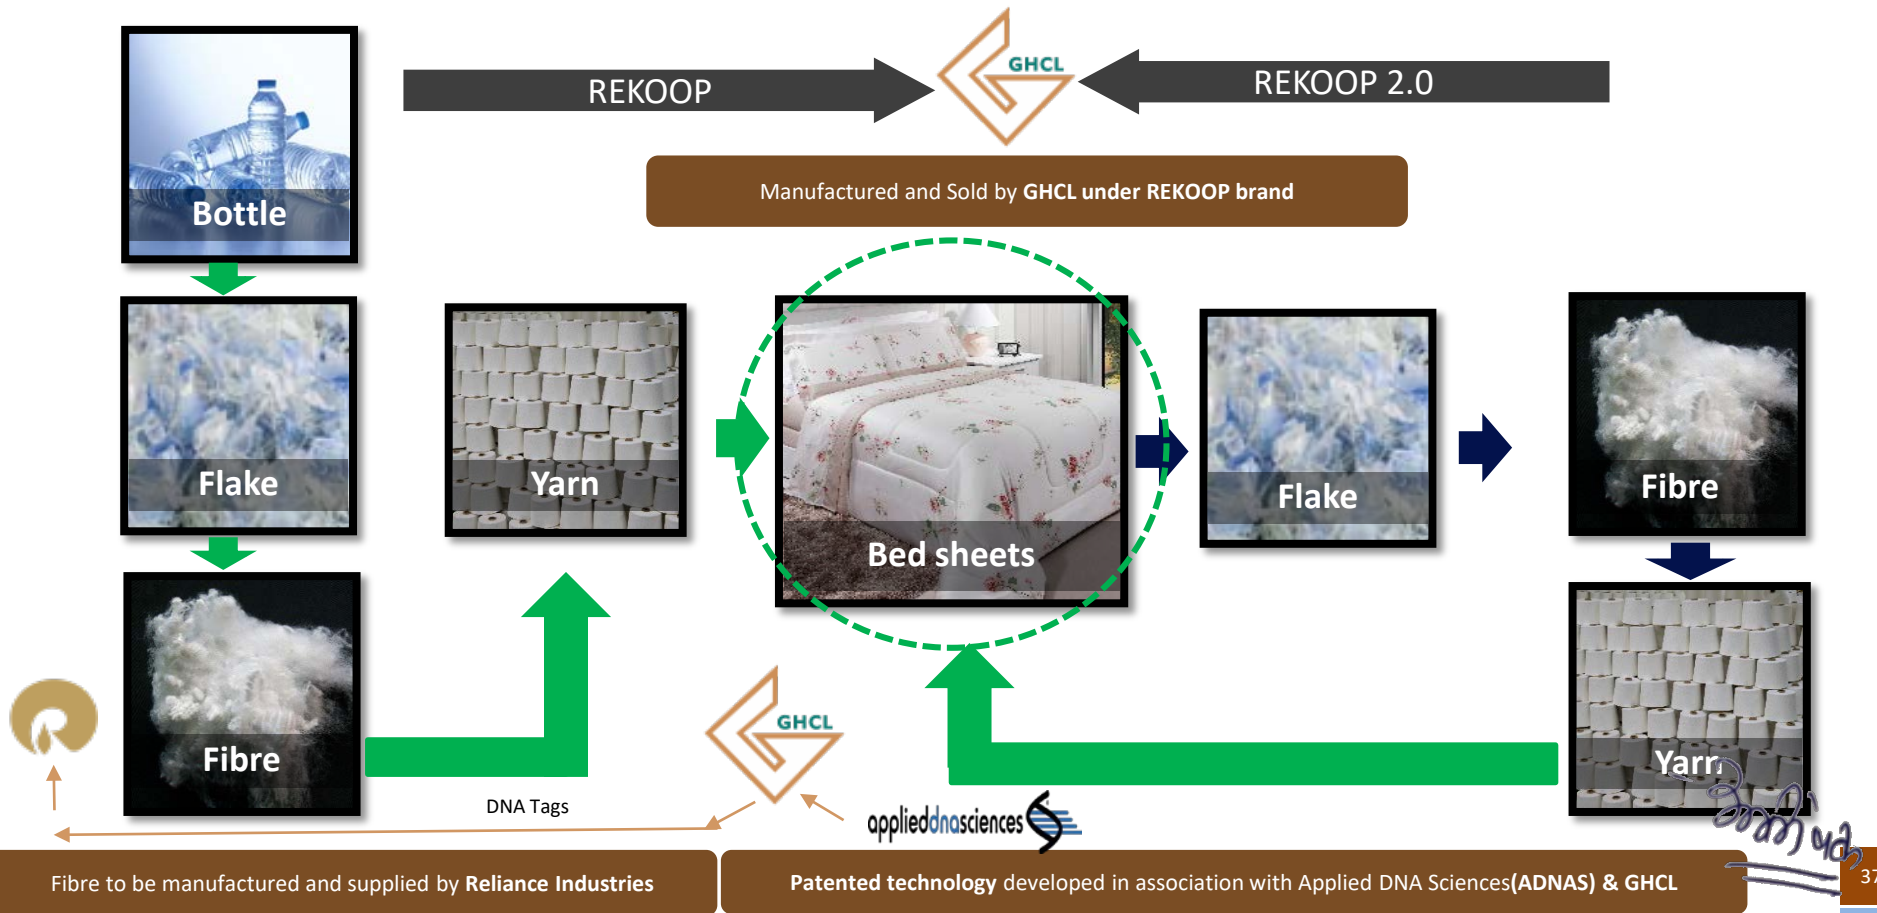 REKOOP
GHCL
REKOOP 2.0
Manufactured and Sold by GHCL under REKOOP brand
Bottle
Flake
Fibre
Yarn
Bed sheets
Flake
Fibre
Yarn
DNA Tags
GHCL
applieddnasciences
Fibre to be manufactured and supplied by Reliance Industries
Patented technology developed in association with Applied DNA Sciences(ADNAS) & GHCL
37